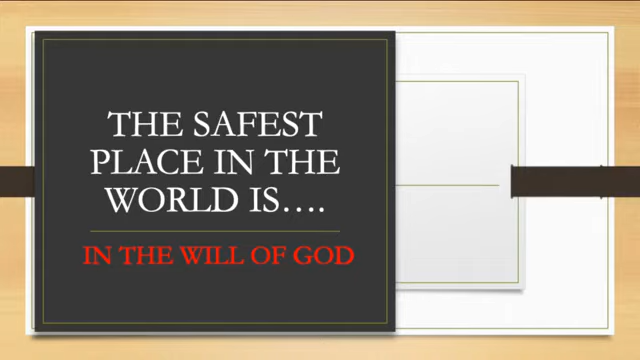 THE SAFEST
PLACE IN THE
WORLD IS….
IN THE WILL OF GOD